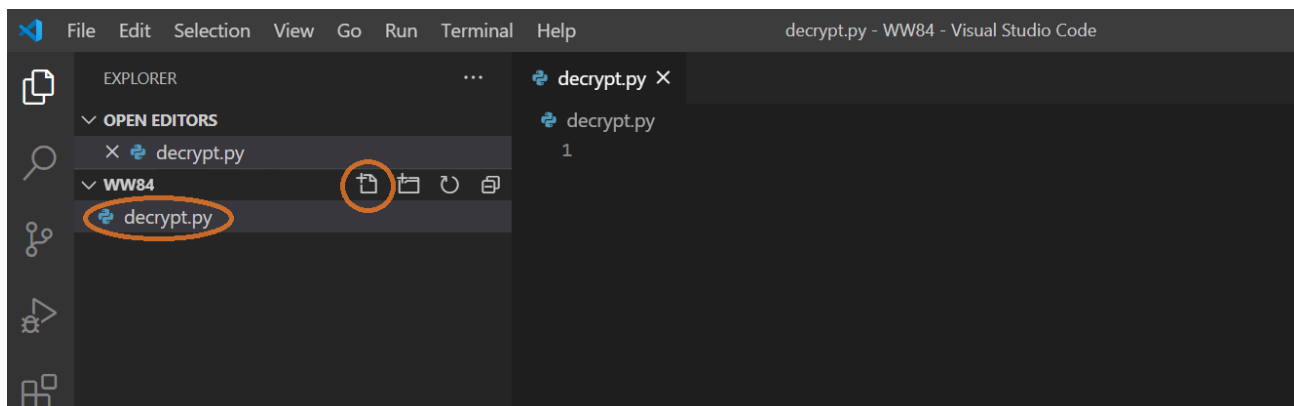 File Edit Selection View Go Run Terminal Help decrypt.py - WW84 - Visual Studio Code
EXPLORER ...
OPEN EDITORS
decrypt.py
WW84
decrypt.py
decrypt.py
decrypt.py
1